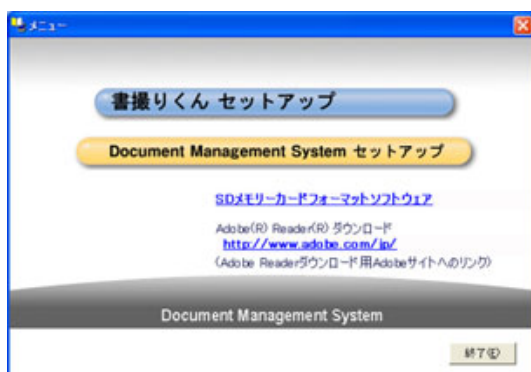 メニュー
書撮りくん セットアップ
Document Management System セットアップ
SDメモリーカードフォーマットソフトウェア
Adobe(R) Reader(R) ダウンロード
http://www.adobe.com/jp/
(Adobe Readerダウンロード用Adobeサイトへのリンク)
Document Management System
終了(E)